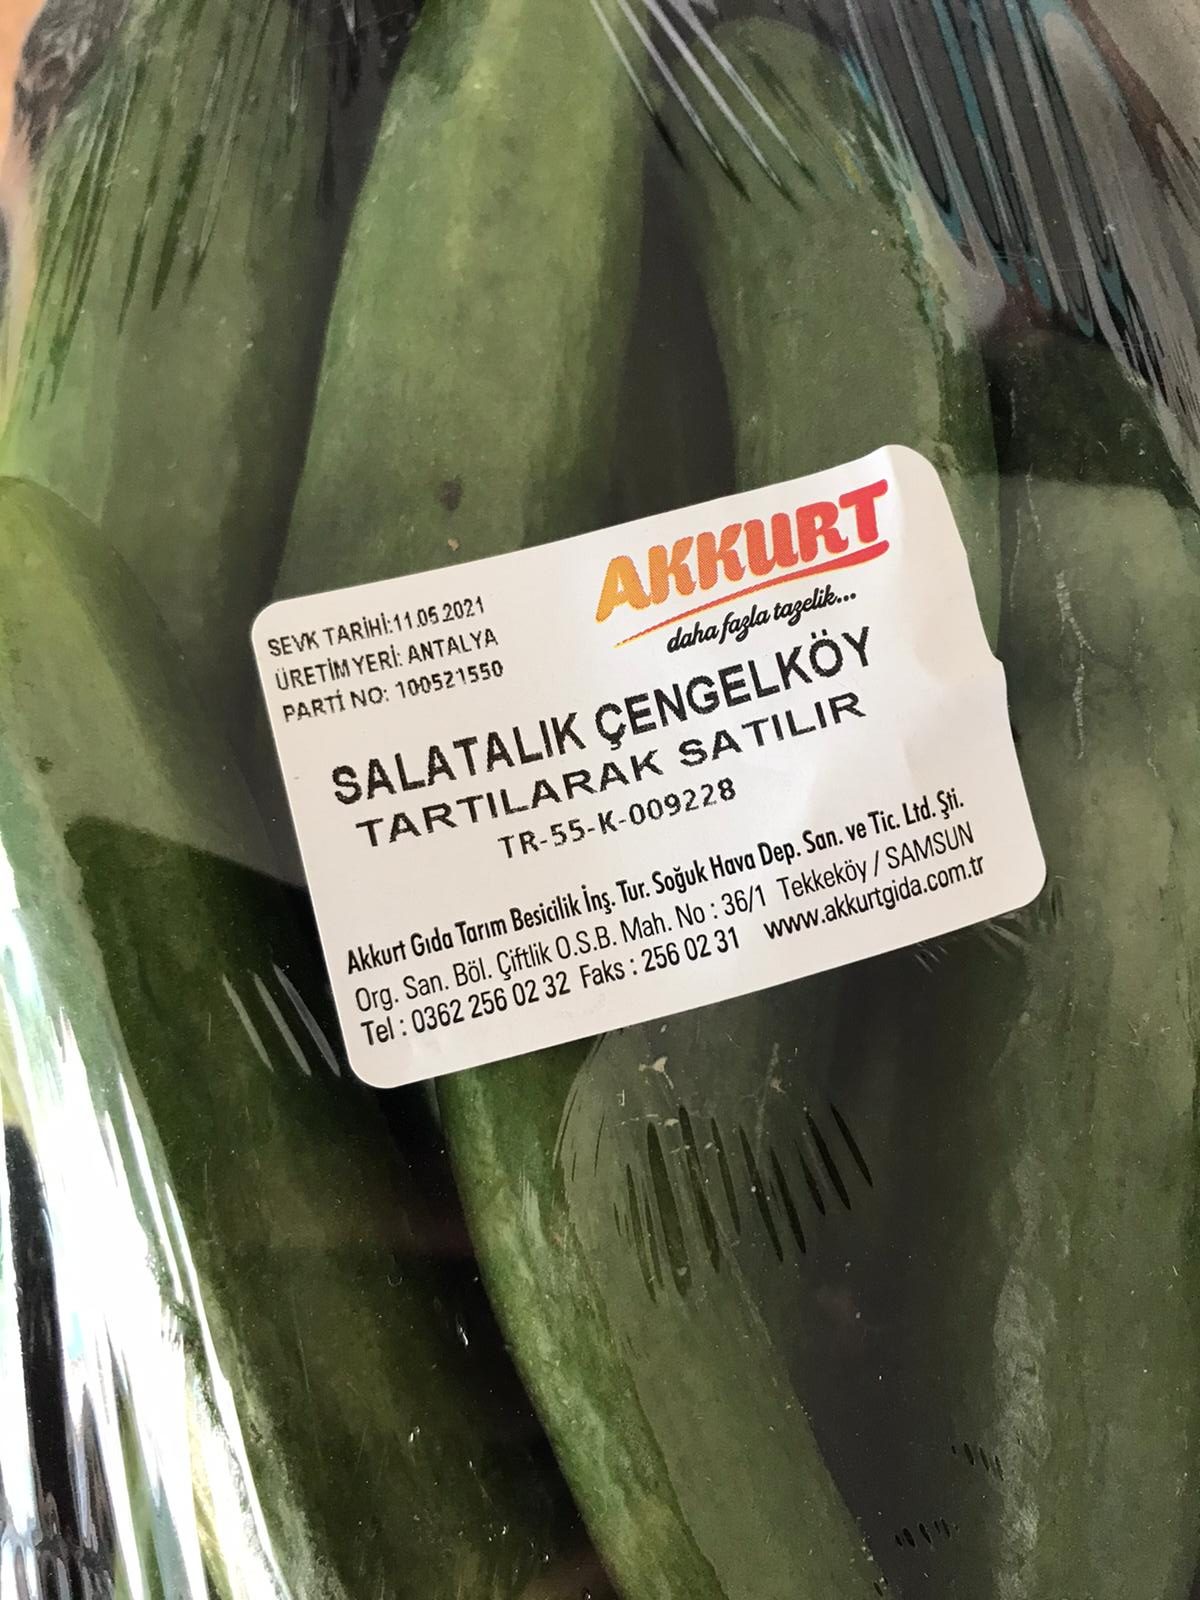 SEVK TARİHİ:11.05.2021
ÜRETİM YERİ: ANTALYA
PARTİ NO: 100521550
AKKURT
daha fazla tazelik...
SALATALIK ÇENGELKÖY
TARTILARAK SATILIR
TR-55-K-009228
Akkurt Gıda Tarım Besicilik İnş. Tur. Soğuk Hava Dep. San. ve Tic. Ltd. Şti.
Org. San. Böl. Çiftlik O.S.B. Mah. No : 36/1 Tekkeköy / SAMSUN
Tel : 0362 256 02 32 Faks : 256 02 31 www.akkurtgida.com.tr